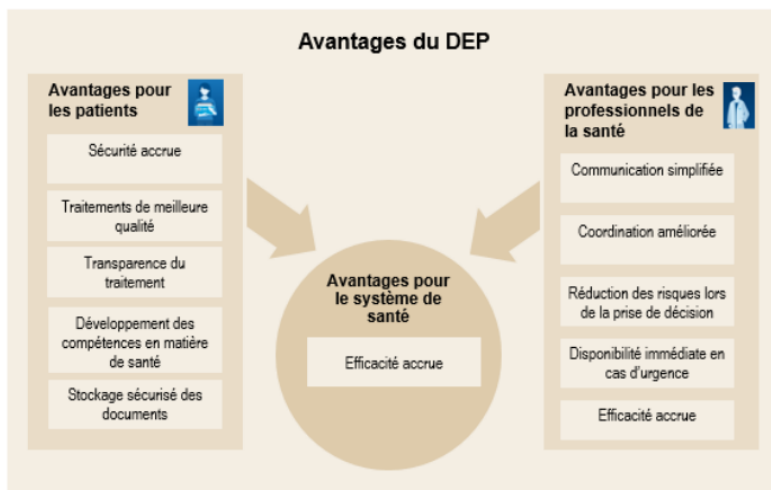 Avantages du DEP
Avantages pour
les patients
Sécurité accrue
Traitements de meilleure
qualité
Transparence du
traitement
Développement des
compétences en matière
de santé
Stockage sécurisé des
documents
Avantages pour
le système de
santé
Efficacité accrue
Avantages pour les
professionnels de
la santé
Communication simplifiée
Coordination améliorée
Réduction des risques lors
de la prise de décision
Disponibilité immédiate en
cas d'urgence
Efficacité accrue